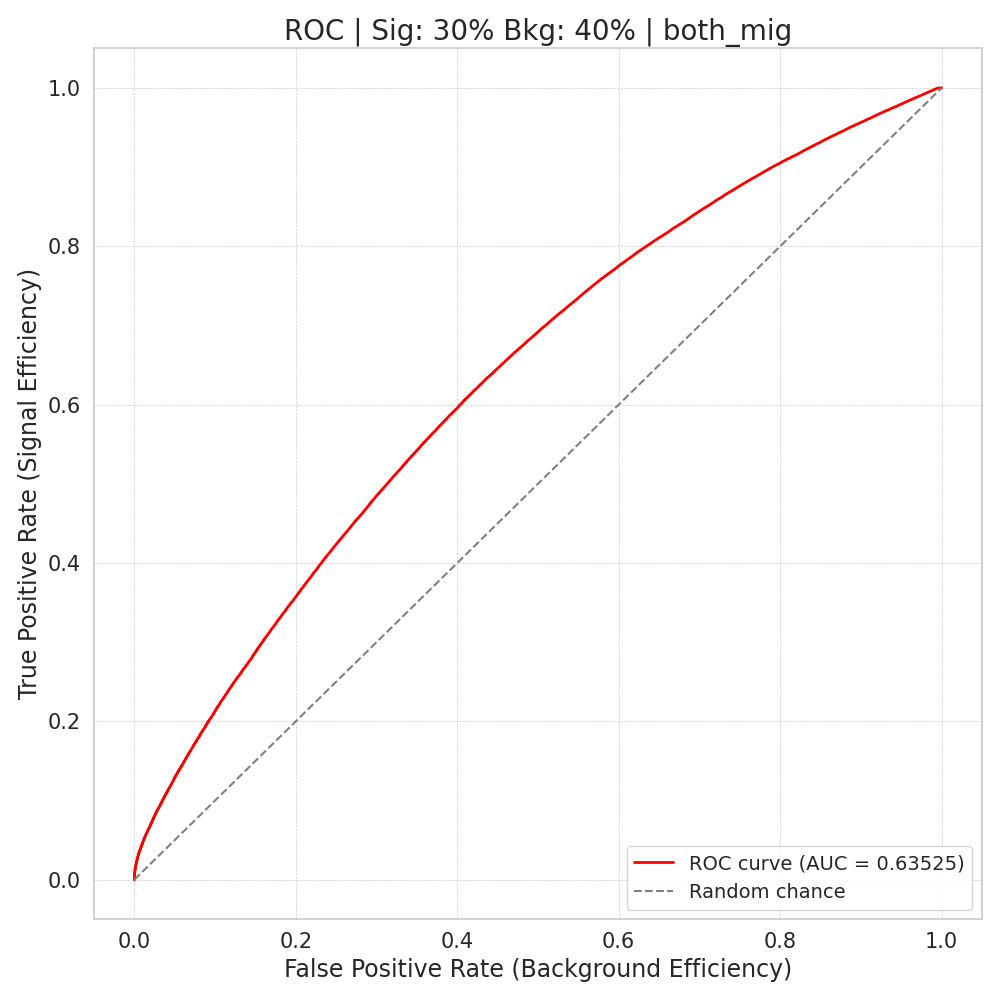 ROC | Sig: 30% Bkg: 40% | both_mig
True Positive Rate (Signal Efficiency)
1.0
0.8
0.6
0.4
0.2
0.0
ROC curve (AUC = 0.63525)
Random chance
0.0 0.2 0.4 0.6 0.8 1.0
False Positive Rate (Background Efficiency)